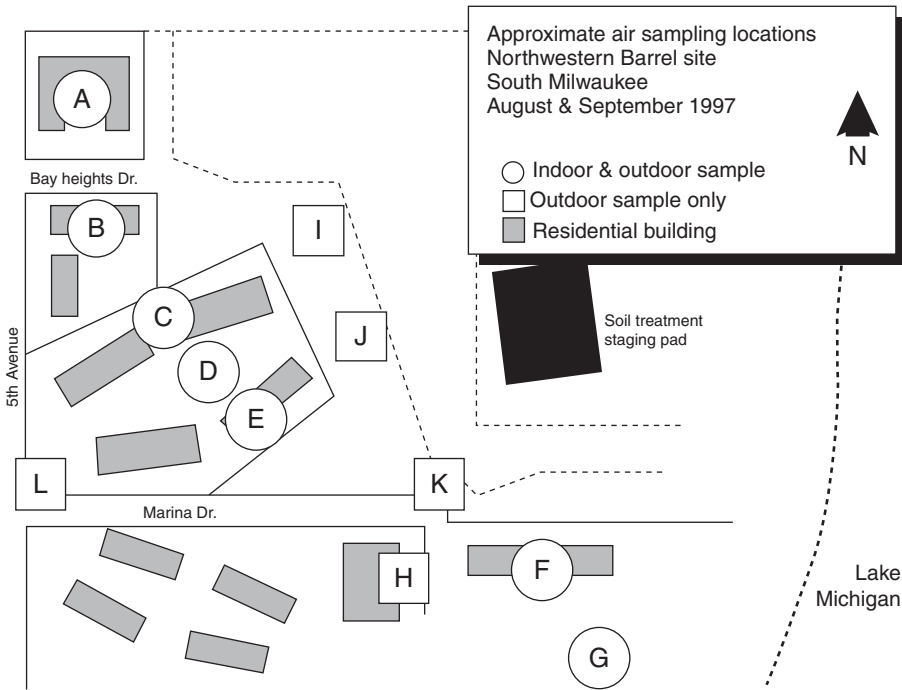 Approximate air sampling locations
Northwestern Barrel site
South Milwaukee
August & September 1997
N
Indoor & outdoor sample
Outdoor sample only
Residential building
A
Bay heights Dr.
B
I
C
J
Soil treatment
staging pad
5th Avenue
D
E
L
K
Marina Dr.
H
F
Lake
Michigan
G